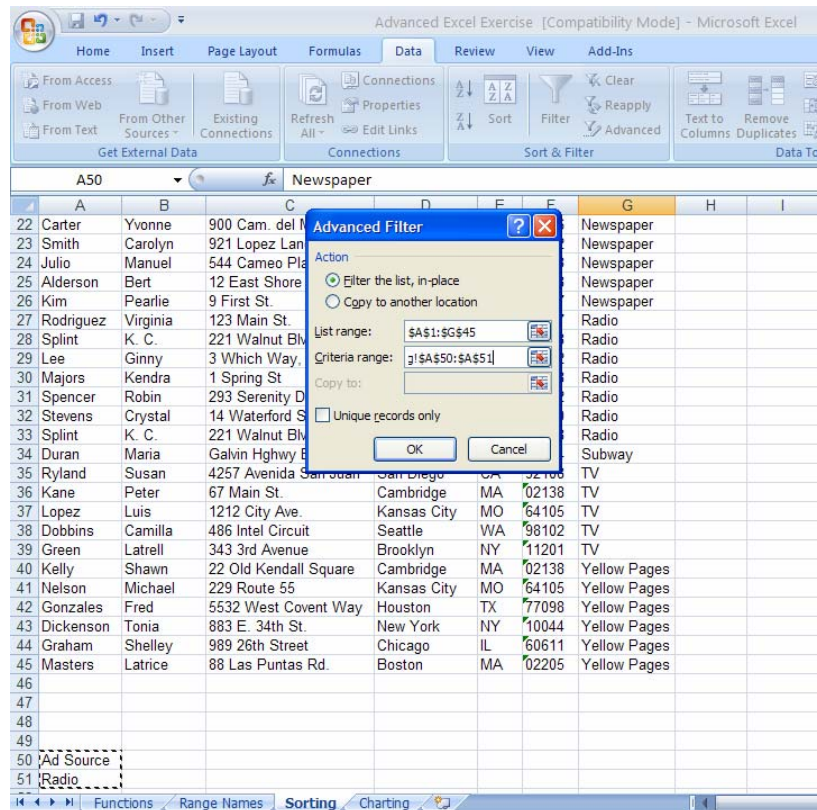 Advanced Excel Exercise [Compatibility Mode] - Microsoft Excel
Home Insert Page Layout Formulas Data Review View Add-Ins
From Access
From Web
From Text
From Other Sources
Existing Connections
Get External Data
Refresh All
Connections
Properties
Edit Links
Connections
Sort
Filter
Clear
Reapply
Advanced
Sort & Filter
Text to Columns
Remove Duplicates
Data To
A50 fx Newspaper
A B C D E F G H I
22 Carter Yvonne 900 Cam. del Newspaper
23 Smith Carolyn 921 Lopez Lan Newspaper
24 Julio Manuel 544 Cameo Pla Newspaper
25 Alderson Bert 12 East Shore Newspaper
26 Kim Pearlie 9 First St. Newspaper
27 Rodriguez Virginia 123 Main St. Radio
28 Splint K. C. 221 Walnut Blv Radio
29 Lee Ginny 3 Which Way, Radio
30 Majors Kendra 1 Spring St Radio
31 Spencer Robin 293 Serenity D Radio
32 Stevens Crystal 14 Waterford S Radio
33 Splint K. C. 221 Walnut Blv Radio
34 Duran Maria Galvin Hghwy E Subway
35 Ryland Susan 4257 Avenida San Juan San Diego CA 92108 TV
36 Kane Peter 67 Main St. Cambridge MA 02138 TV
37 Lopez Luis 1212 City Ave. Kansas City MO 64105 TV
38 Dobbins Camilla 486 Intel Circuit Seattle WA 98102 TV
39 Green Latrell 343 3rd Avenue Brooklyn NY 11201 TV
40 Kelly Shawn 22 Old Kendall Square Cambridge MA 02138 Yellow Pages
41 Nelson Michael 229 Route 55 Kansas City MO 64105 Yellow Pages
42 Gonzales Fred 5532 West Covent Way Houston TX 77098 Yellow Pages
43 Dickenson Tonia 883 E. 34th St. New York NY 10044 Yellow Pages
44 Graham Shelley 989 26th Street Chicago IL 60611 Yellow Pages
45 Masters Latrice 88 Las Puntas Rd. Boston MA 02205 Yellow Pages
46
47
48
49
50 Ad Source
51 Radio
Advanced Filter
Action
Filter the list, in-place
Copy to another location
List range: $A$1:$G$45
Criteria range: g!$A$50:$A$51
Copy to:
Unique records only
OK Cancel
Functions Range Names Sorting Charting